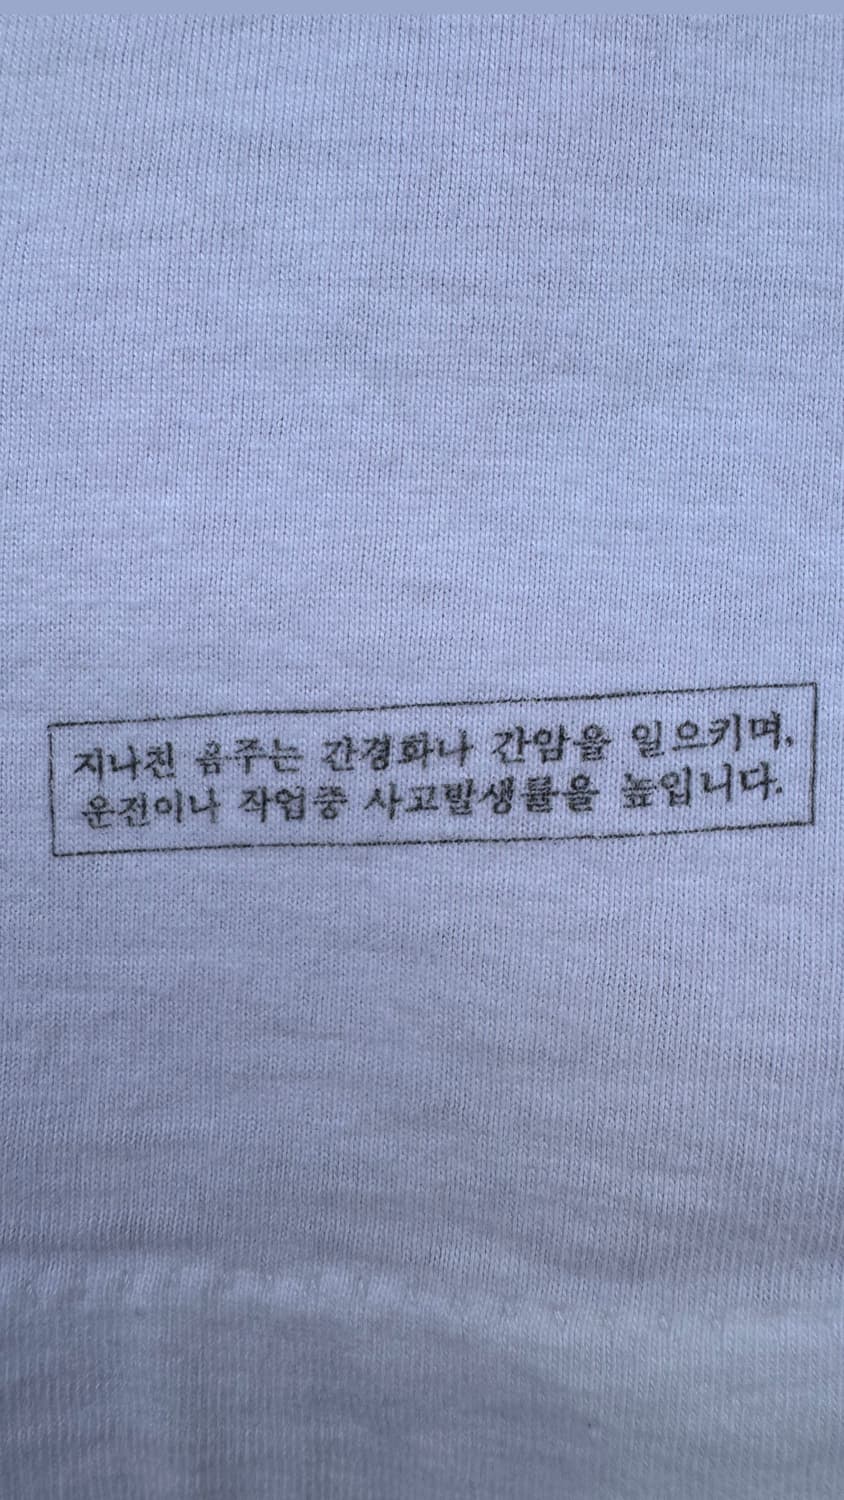 지나친 음주는 간경화나 간암을 일으키며,
운전이나 작업중 사고발생률을 높입니다.